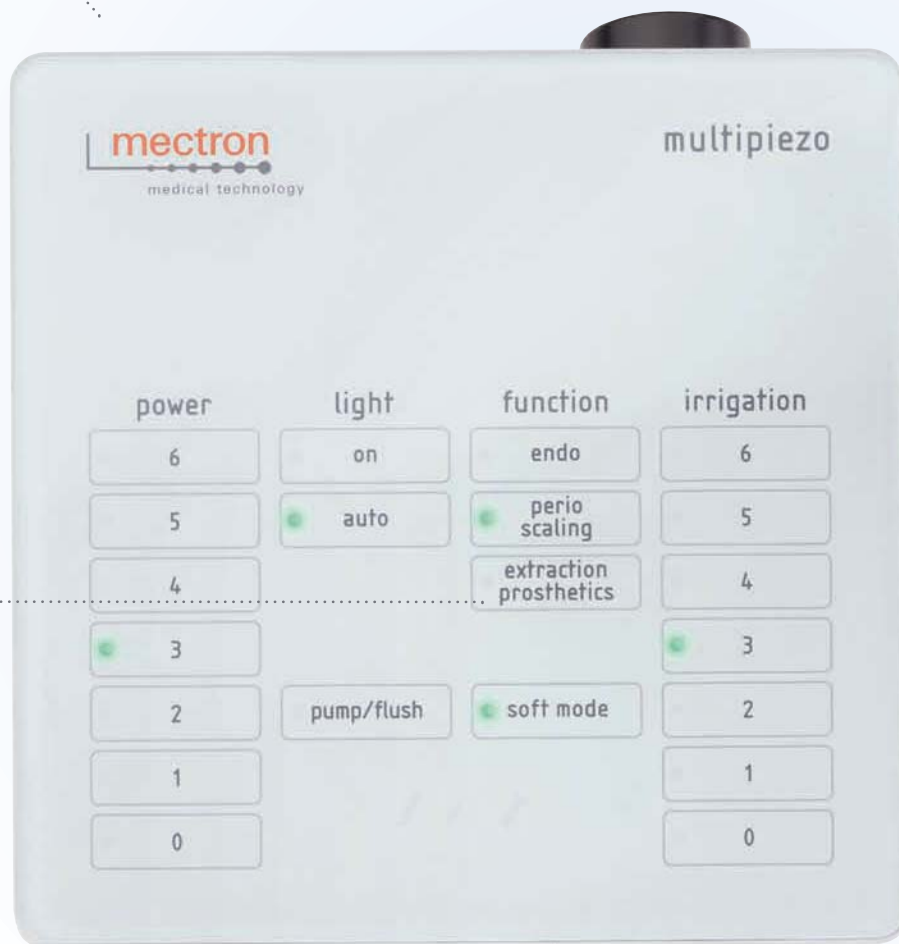 mectron
medical technology
multipiezo
power light function irrigation
6 on endo 6
5 auto perio scaling 5
4 extraction prosthetics 4
3 3
2 pump/flush soft mode 2
1 1
0 0